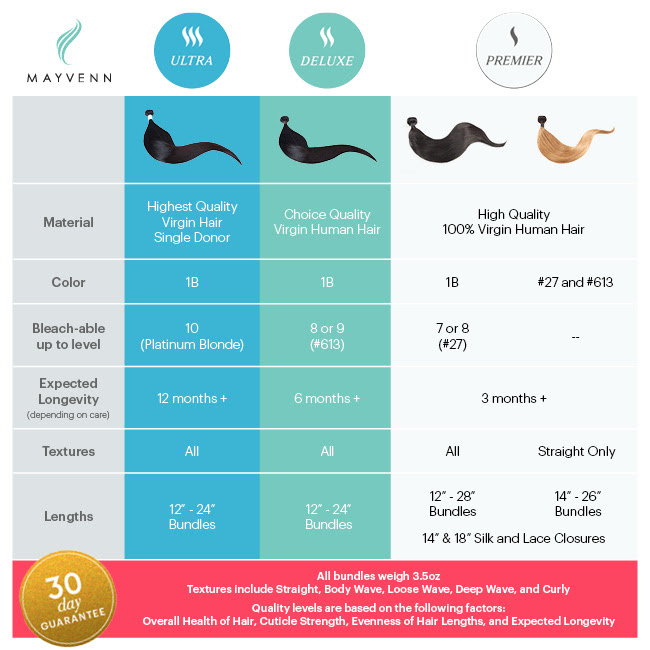 MAYVENN
ULTRA
DELUXE
PREMIER
Material
Highest Quality
Virgin Hair
Single Donor
Choice Quality
Virgin Human Hair
High Quality
100% Virgin Human Hair
Color
1B
1B
1B
#27 and #613
Bleach-able
up to level
10
(Platinum Blonde)
8 or 9
(#613)
7 or 8
(#27)
--
Expected
Longevity
(depending on care)
12 months +
6 months +
3 months +
Textures
All
All
All
Straight Only
Lengths
12” - 24”
Bundles
12” - 24”
Bundles
12” - 28”
Bundles
14” - 26”
Bundles
14” & 18” Silk and Lace Closures
30
day
GUARANTEE
All bundles weigh 3.5oz
Textures include Straight, Body Wave, Loose Wave, Deep Wave, and Curly
Quality levels are based on the following factors:
Overall Health of Hair, Cuticle Strength, Evenness of Hair Lengths, and Expected Longevity